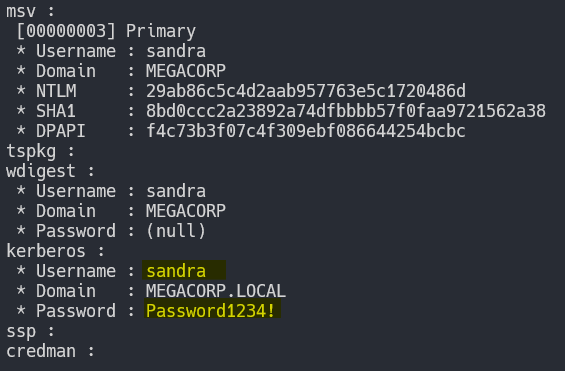 msv :
[00000003] Primary
* Username : sandra
* Domain : MEGACORP
* NTLM : 29ab86c5c4d2aab957763e5c1720486d
* SHA1 : 8bd0ccc2a23892a74dfbbbb57f0faa9721562a38
* DPAPI : f4c73b3f07c4f309ebf086644254bcbc
tspkg :
wdigest :
* Username : sandra
* Domain : MEGACORP
* Password : (null)
kerberos :
* Username : sandra
* Domain : MEGACORP.LOCAL
* Password : Password1234!
ssp :
credman :